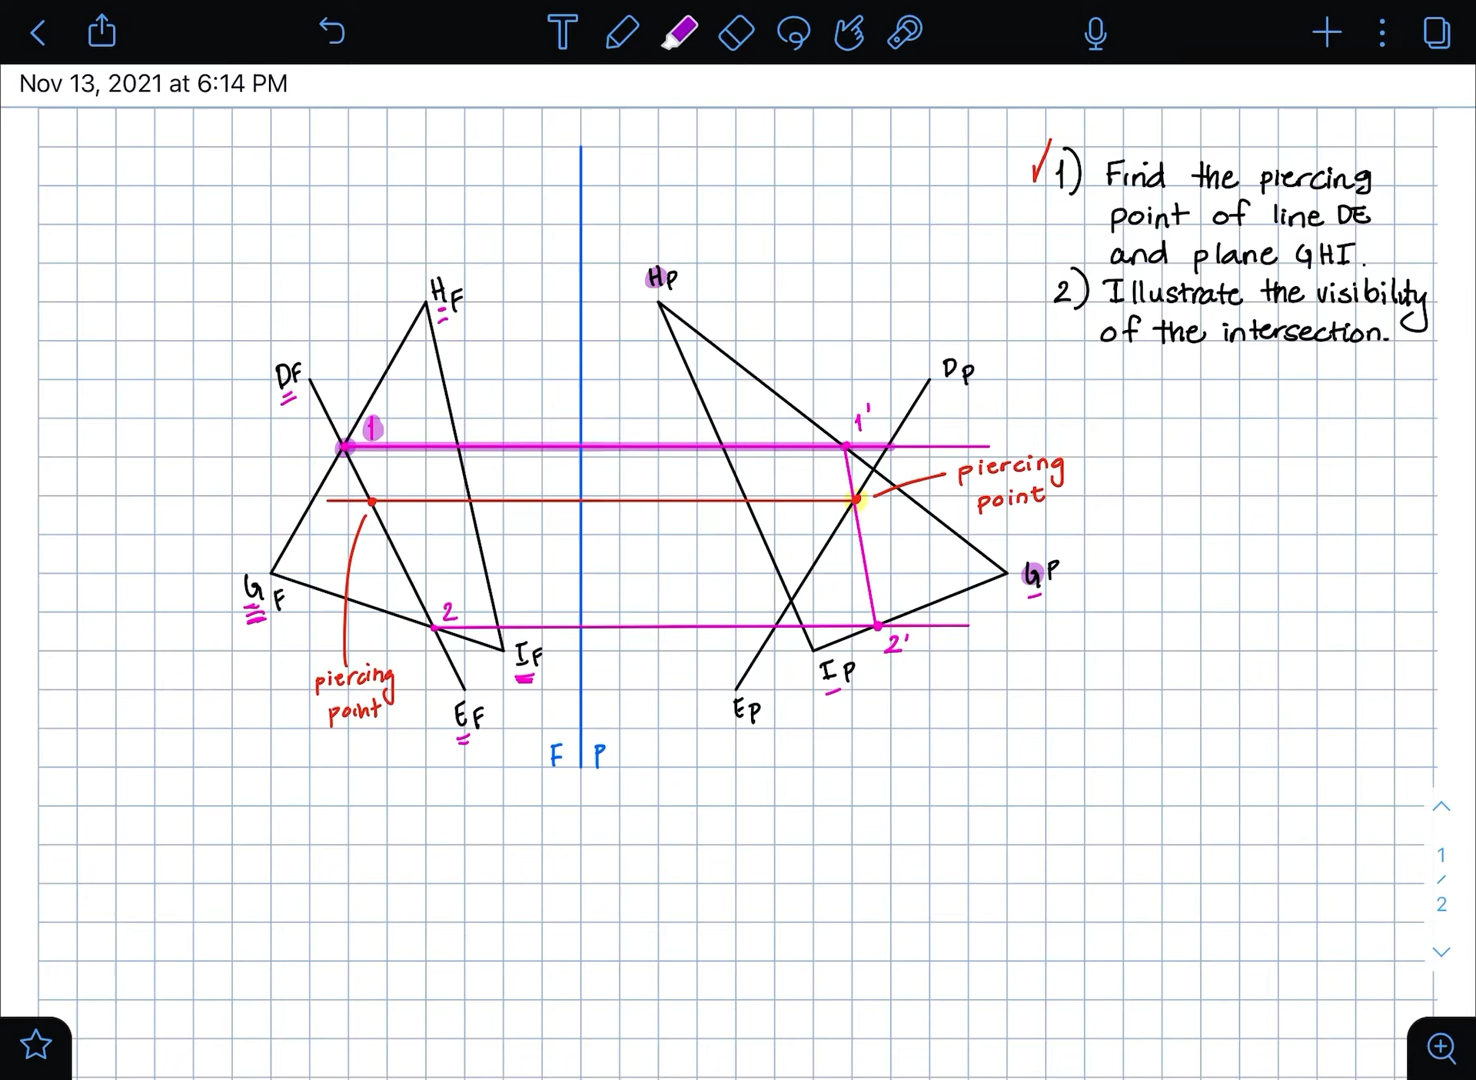 Nov 13, 2021 at 6:14 PM
✓1) Find the piercing
point of line DE
and plane GHI.
2) Illustrate the visibility
of the intersection.
HF
HP
DF
DP
1
1'
piercing
point
GF
GP
2
2'
IF
IP
piercing
point
EF
EP
F P
1
/
2